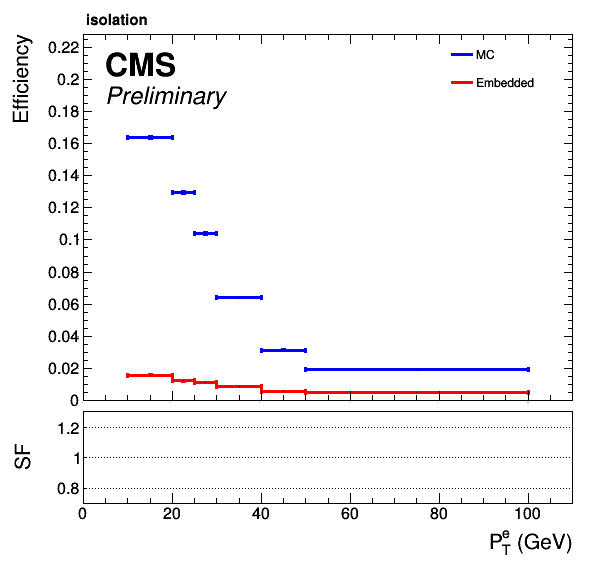 isolation
CMS
Preliminary
MC
Embedded
Efficiency
0.22
0.2
0.18
0.16
0.14
0.12
0.1
0.08
0.06
0.04
0.02
0
SF
1.2
1
0.8
0 20 40 60 80 100
P_T^e (GeV)